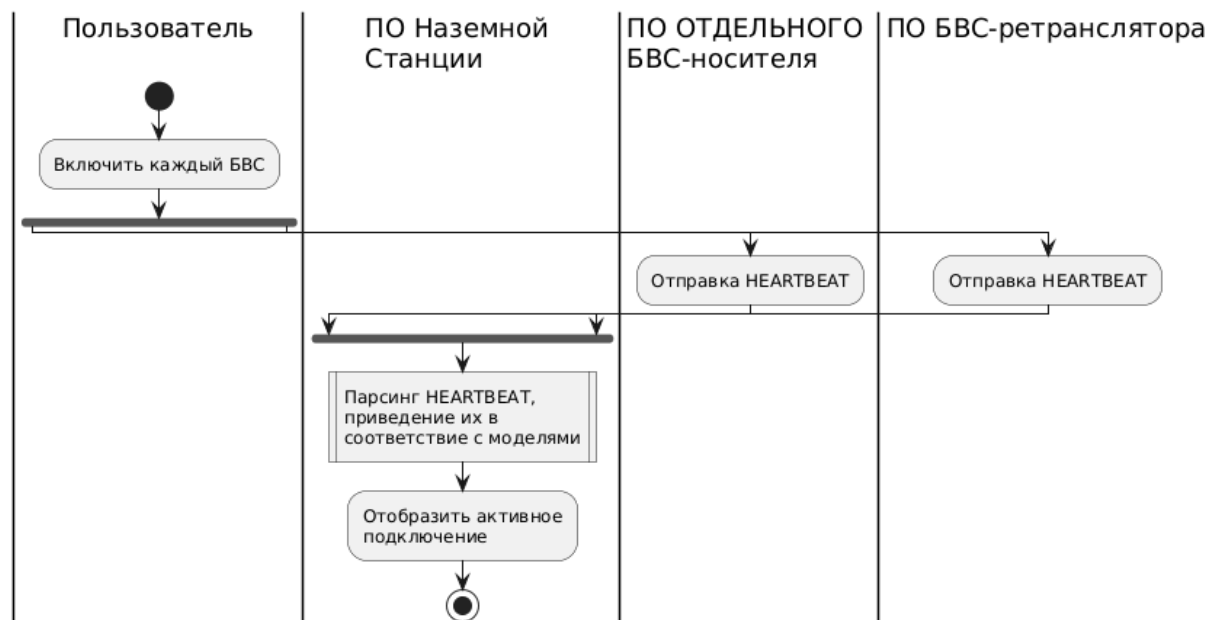 Пользователь
ПО Наземной
Станции
ПО ОТДЕЛЬНОГО
БВС-носителя
ПО БВС-ретранслятора
Включить каждый БВС
Отправка HEARTBEAT
Отправка HEARTBEAT
Парсинг HEARTBEAT,
приведение их в
соответствие с моделями
Отобразить активное
подключение